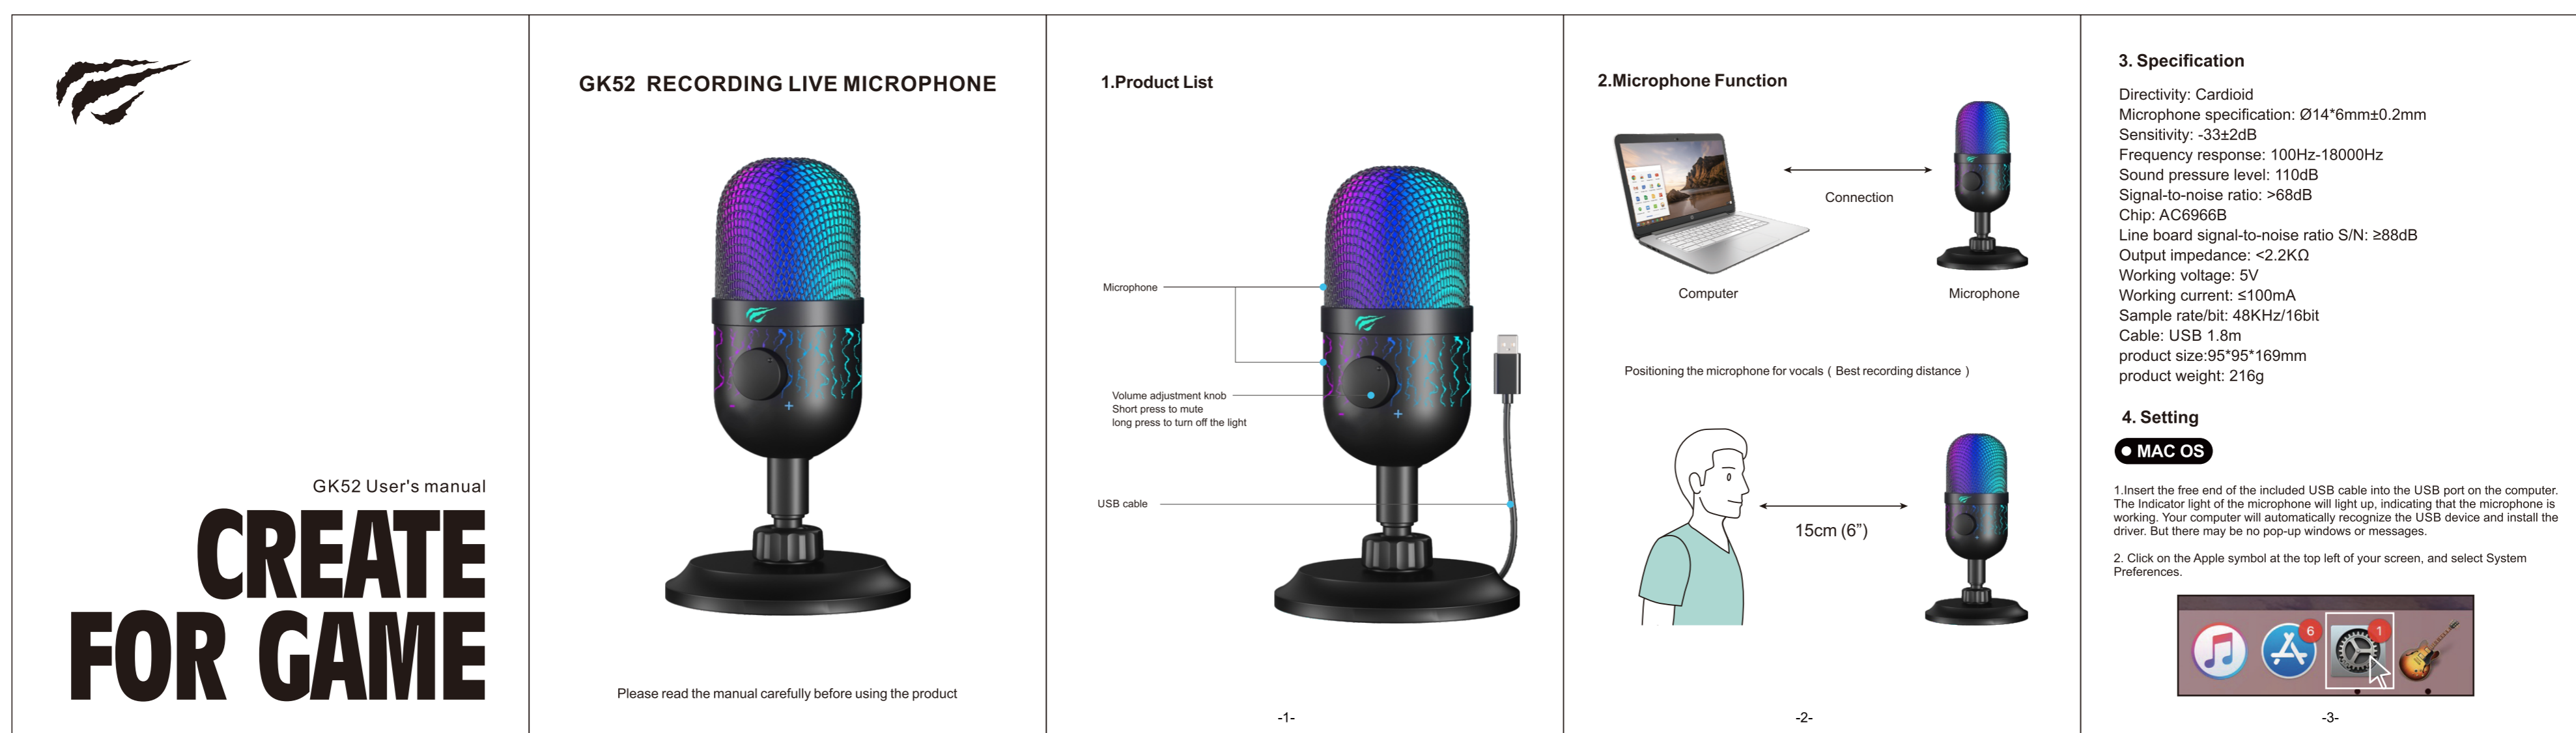 GK52 User's manual
CREATE
FOR GAME
GK52 RECORDING LIVE MICROPHONE
Please read the manual carefully before using the product
1.Product List
Microphone
Volume adjustment knob
Short press to mute
long press to turn off the light
USB cable
-1-
2.Microphone Function
Connection
Computer
Microphone
Positioning the microphone for vocals ( Best recording distance )
15cm (6”)
-2-
3. Specification
Directivity: Cardioid
Microphone specification: Ø14*6mm±0.2mm
Sensitivity: -33±2dB
Frequency response: 100Hz-18000Hz
Sound pressure level: 110dB
Signal-to-noise ratio: >68dB
Chip: AC6966B
Line board signal-to-noise ratio S/N: ≥88dB
Output impedance: <2.2KΩ
Working voltage: 5V
Working current: ≤100mA
Sample rate/bit: 48KHz/16bit
Cable: USB 1.8m
product size:95*95*169mm
product weight: 216g
4. Setting
MAC OS
1.Insert the free end of the included USB cable into the USB port on the computer.
The Indicator light of the microphone will light up, indicating that the microphone is
working. Your computer will automatically recognize the USB device and install the
driver. But there may be no pop-up windows or messages.
2. Click on the Apple symbol at the top left of your screen, and select System
Preferences.
6
1
-3-